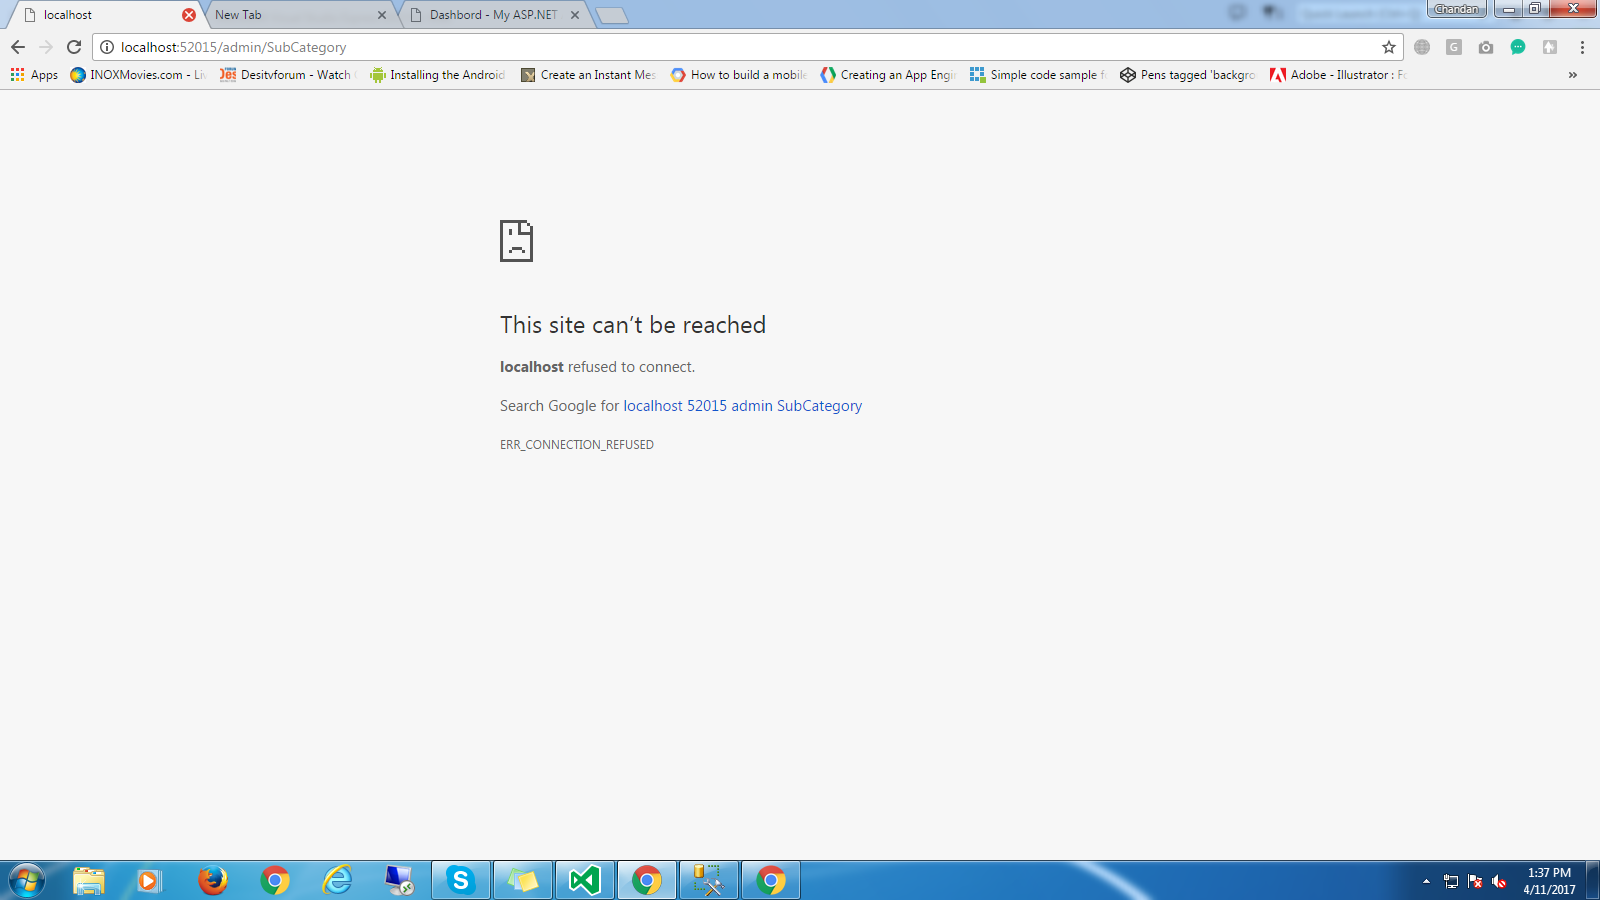 localhost
New Tab
Dashbord - My ASP.NET
Chandan
localhost:52015/admin/SubCategory
Apps
INOXMovies.com - Li
Desitvforum - Watch
Installing the Android
Create an Instant Mes
How to build a mobile
Creating an App Engi
Simple code sample f
Pens tagged 'backgro
Adobe - Illustrator : Fo
»
This site can't be reached
localhost refused to connect.
Search Google for localhost 52015 admin SubCategory
ERR_CONNECTION_REFUSED
1:37 PM
4/11/2017